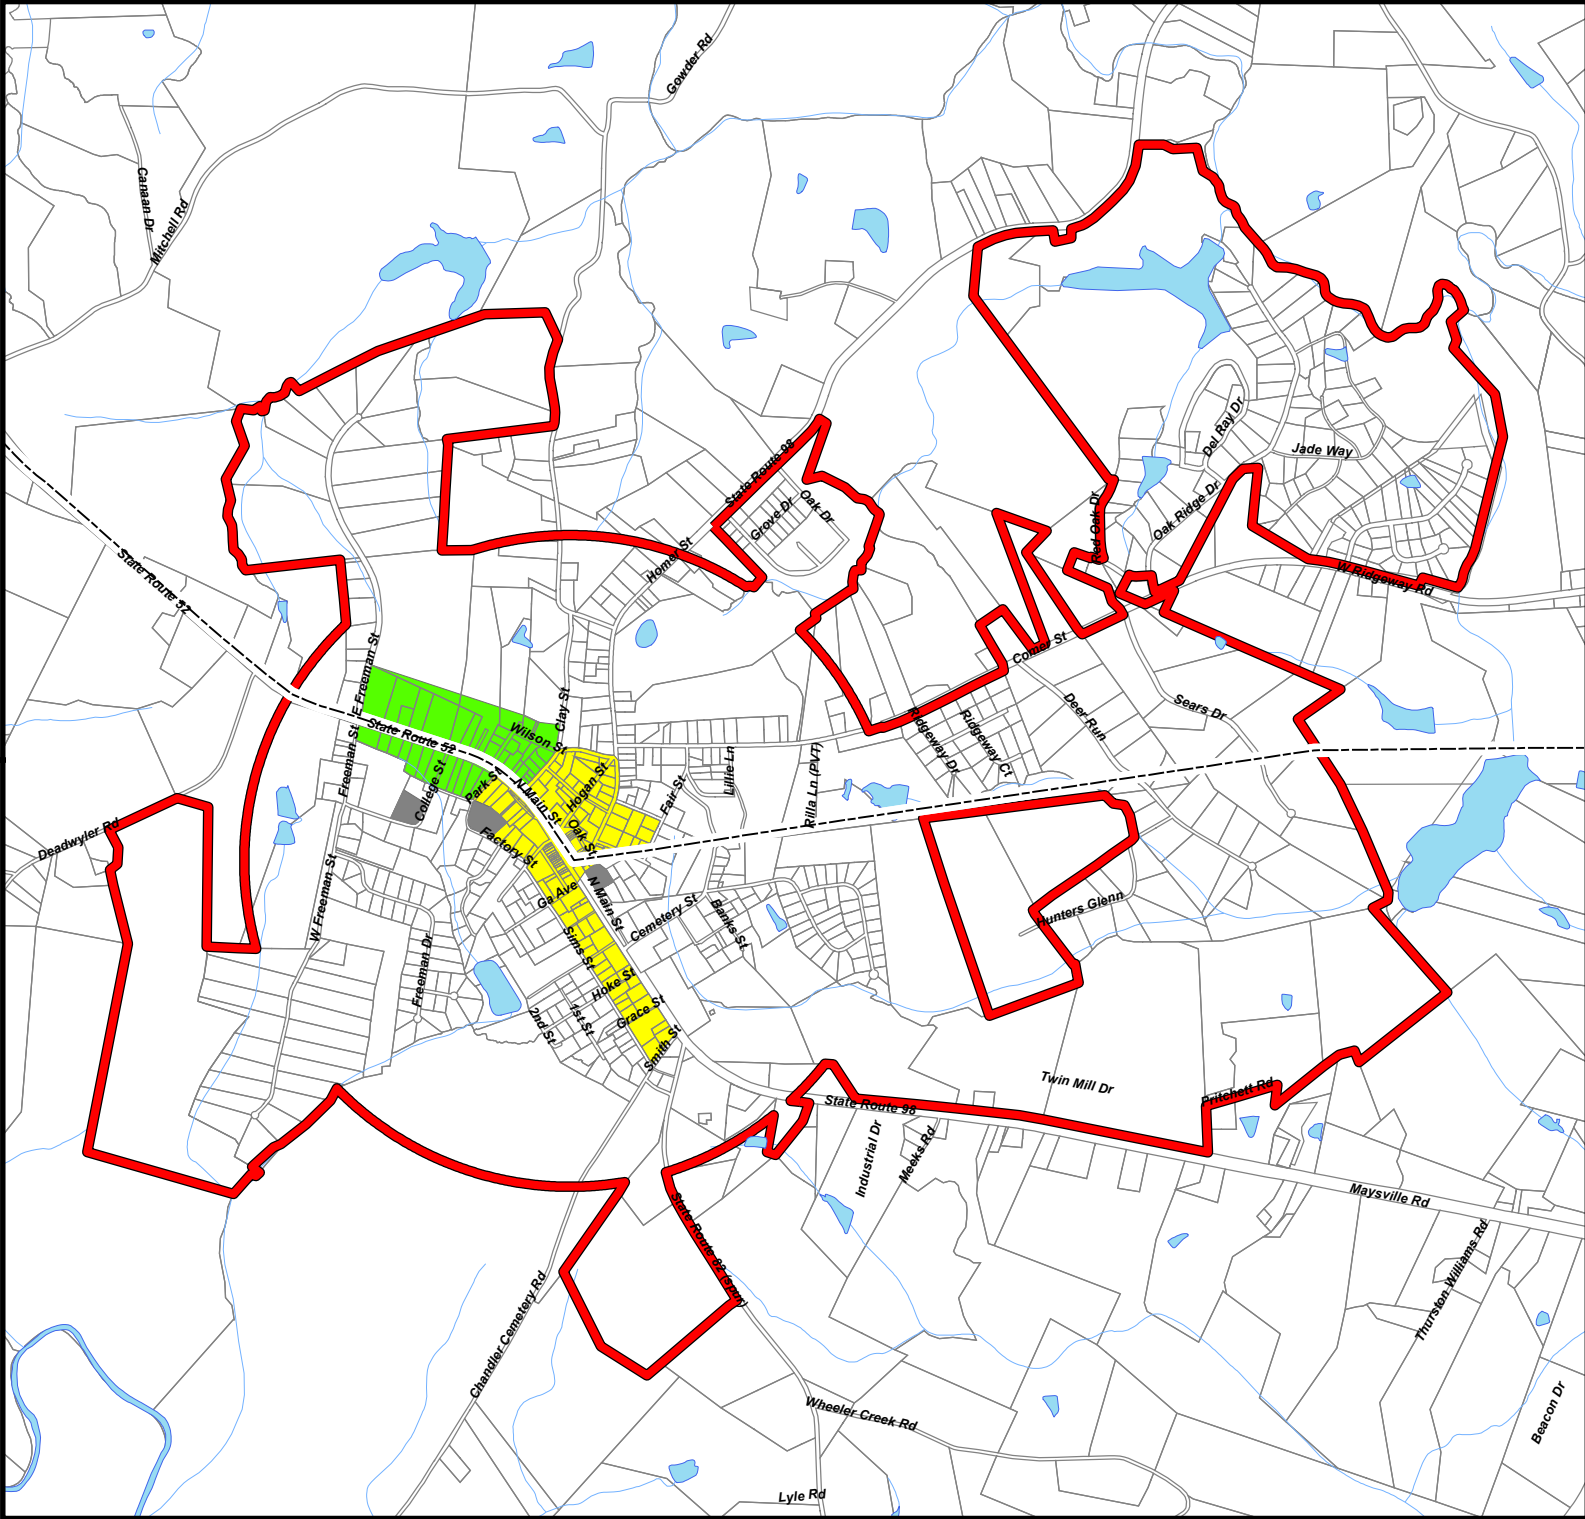 Gowder Rd
Canaan Dr
Mitchell Rd
State Route 98
Oak Dr
Grove Dr
Homer St
Del Ray Dr
Jade Way
Oak Ridge Dr
Red Oak Dr
W Ridgeway Rd
State Route 52
E Freeman St
Comer St
Clay St
Wilson St
State Route 52
Freeman St
Deer Run
Sears Dr
Ridgeway Dr
Ridgeway Ct
Rilla Ln (PVT)
Lillie Ln
Fair St
Hogan St
Park St
N Main St
College St
Oak St
Factory St
Deadwyler Rd
Ga Ave
N Main St
Cemetery St
Banks St
W Freeman St
Sims St
Hunters Glenn
Freeman Dr
Hoke St
Grace St
1st St
2nd St
Smith St
Twin Mill Dr
Pritchett Rd
State Route 98
Industrial Dr
Meeks Rd
Maysville Rd
State Route 82 (spur)
Thurston Williams Rd
Chandler Cemetery Rd
Wheeler Creek Rd
Beacon Dr
Lyle Rd